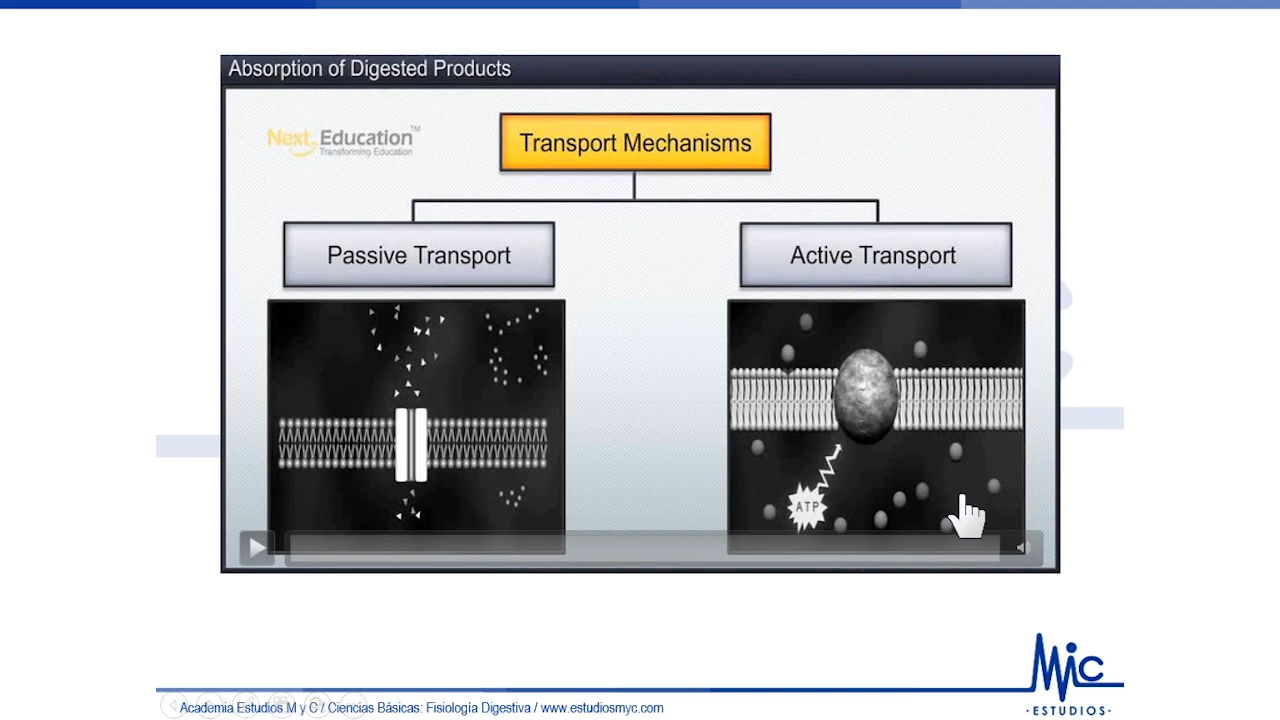 Absorption of Digested Products
Next Education™
Transforming Education
Transport Mechanisms
Passive Transport
Active Transport
ATP
MiC
·ESTUDIOS·
Academia Estudios M y C / Ciencias Básicas: Fisiología Digestiva / www.estudiosmyc.com